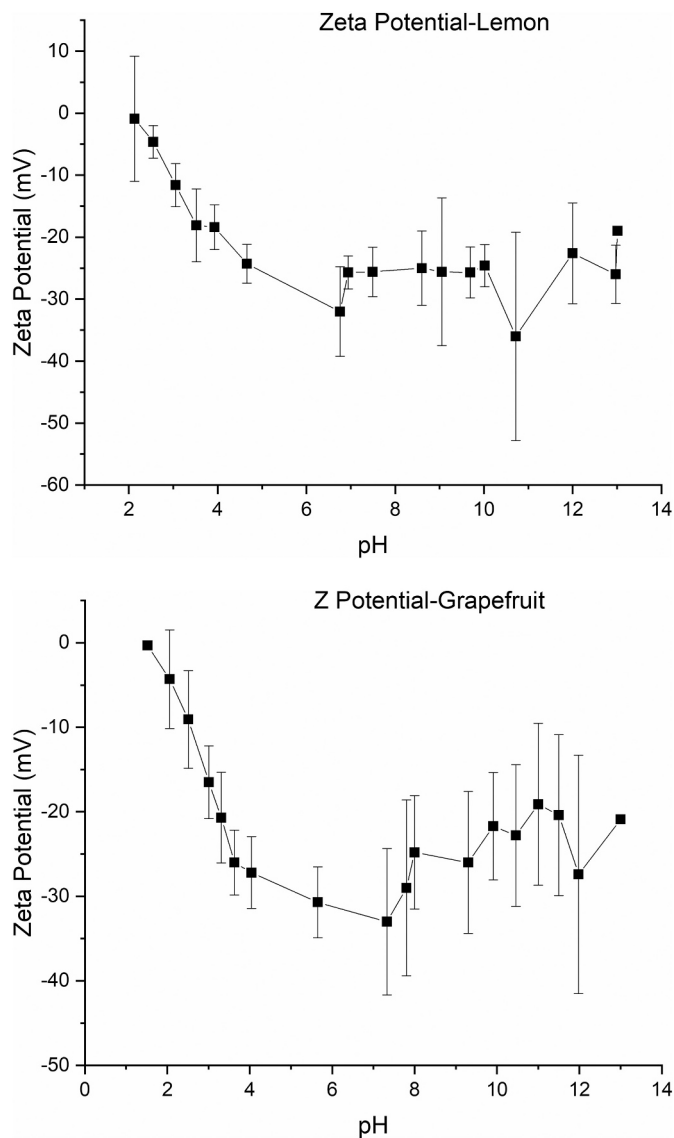 Zeta Potential-Lemon
10
0
-10
-20
-30
-40
-50
-60
Zeta Potential (mV)
2 4 6 8 10 12 14
pH
Z Potential-Grapefruit
0
-10
-20
-30
-40
-50
Zeta Potential (mV)
0 2 4 6 8 10 12 14
pH